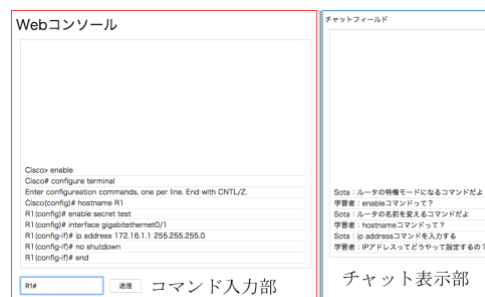 Webコンソール
Cisco> enable
Cisco# configure terminal
Enter configureation commands, one per line. End with CNTL/Z.
Cisco(config)# hostname R1
R1(config)# enable secret test
R1(config)# interface gigabitethernet0/1
R1(config-if)# ip address 172.16.1.1 255.255.255.0
R1(config-if)# no shutdown
R1(config-if)# end
R1#
送信
コマンド入力部
チャットフィールド
Sota：ルータの特権モードになるコマンドだよ
学習者：enableコマンドって？
Sota：ルータの名前を変えるコマンドだよ
学習者：hostnameコマンドって？
Sota：ip addressコマンドを入力する
学習者：IPアドレスってどうやって設定するの？
チャット表示部